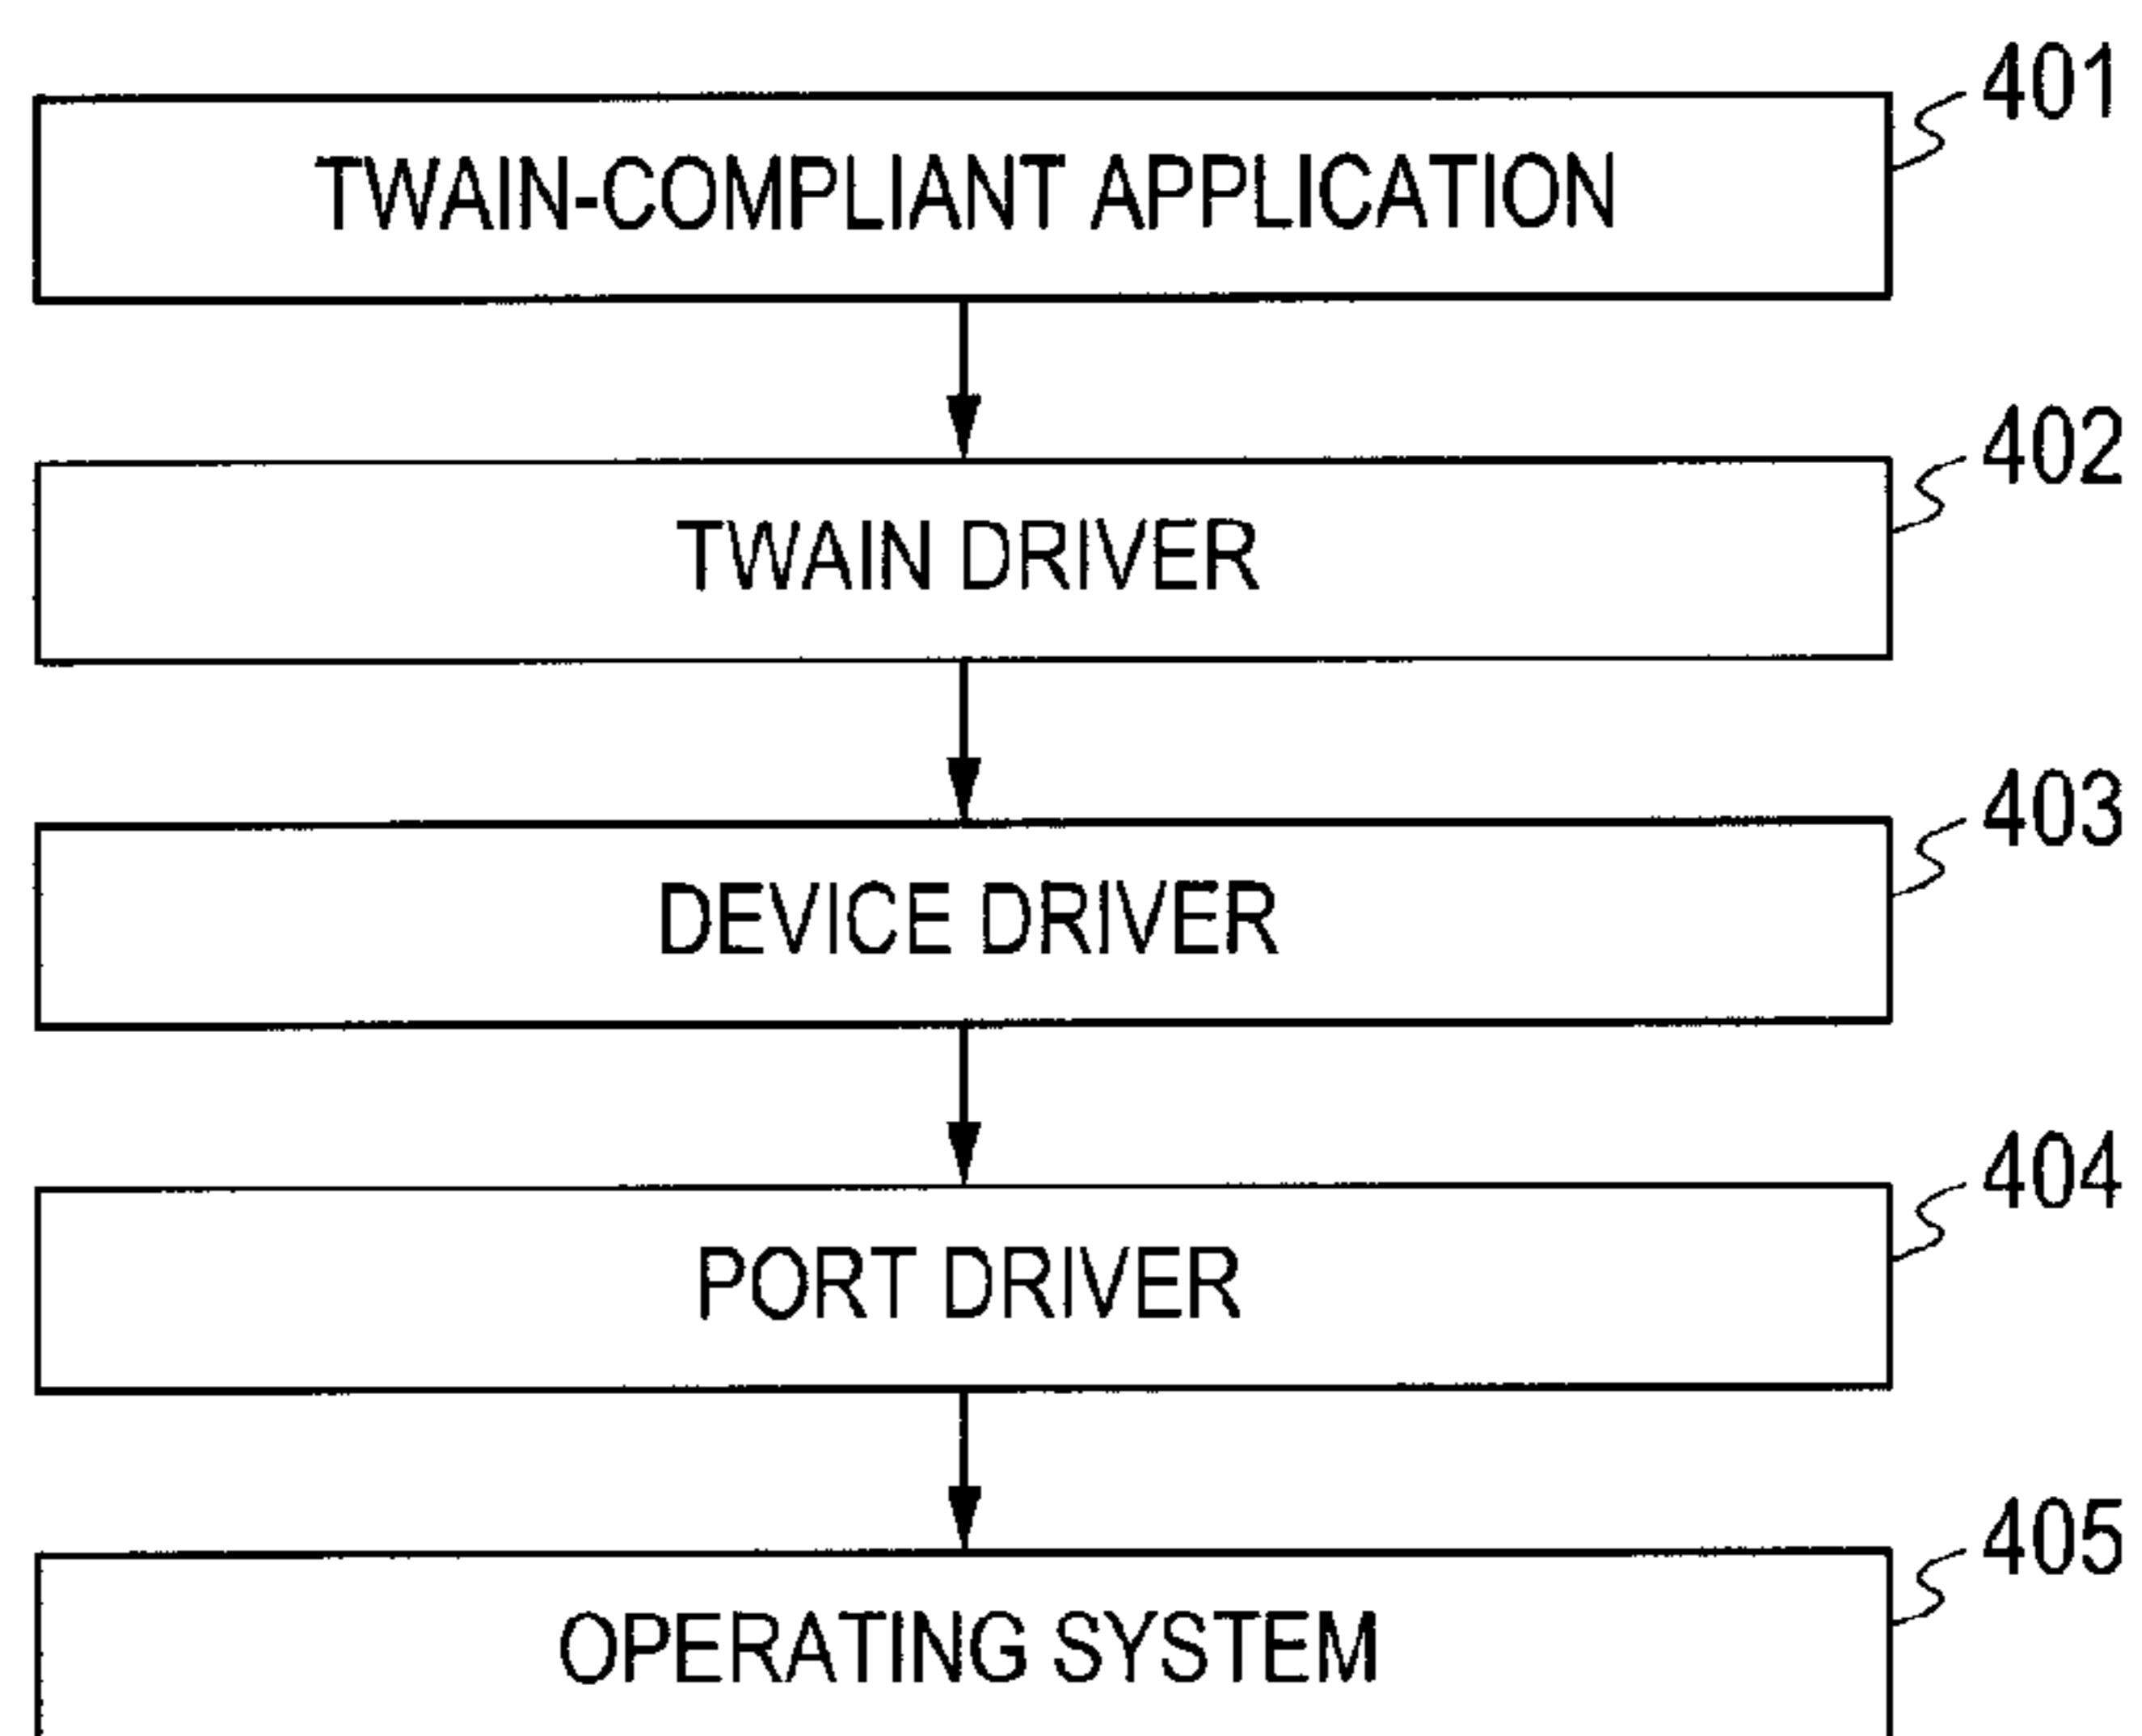 401
TWAIN-COMPLIANT APPLICATION
402
TWAIN DRIVER
403
DEVICE DRIVER
404
PORT DRIVER
405
OPERATING SYSTEM